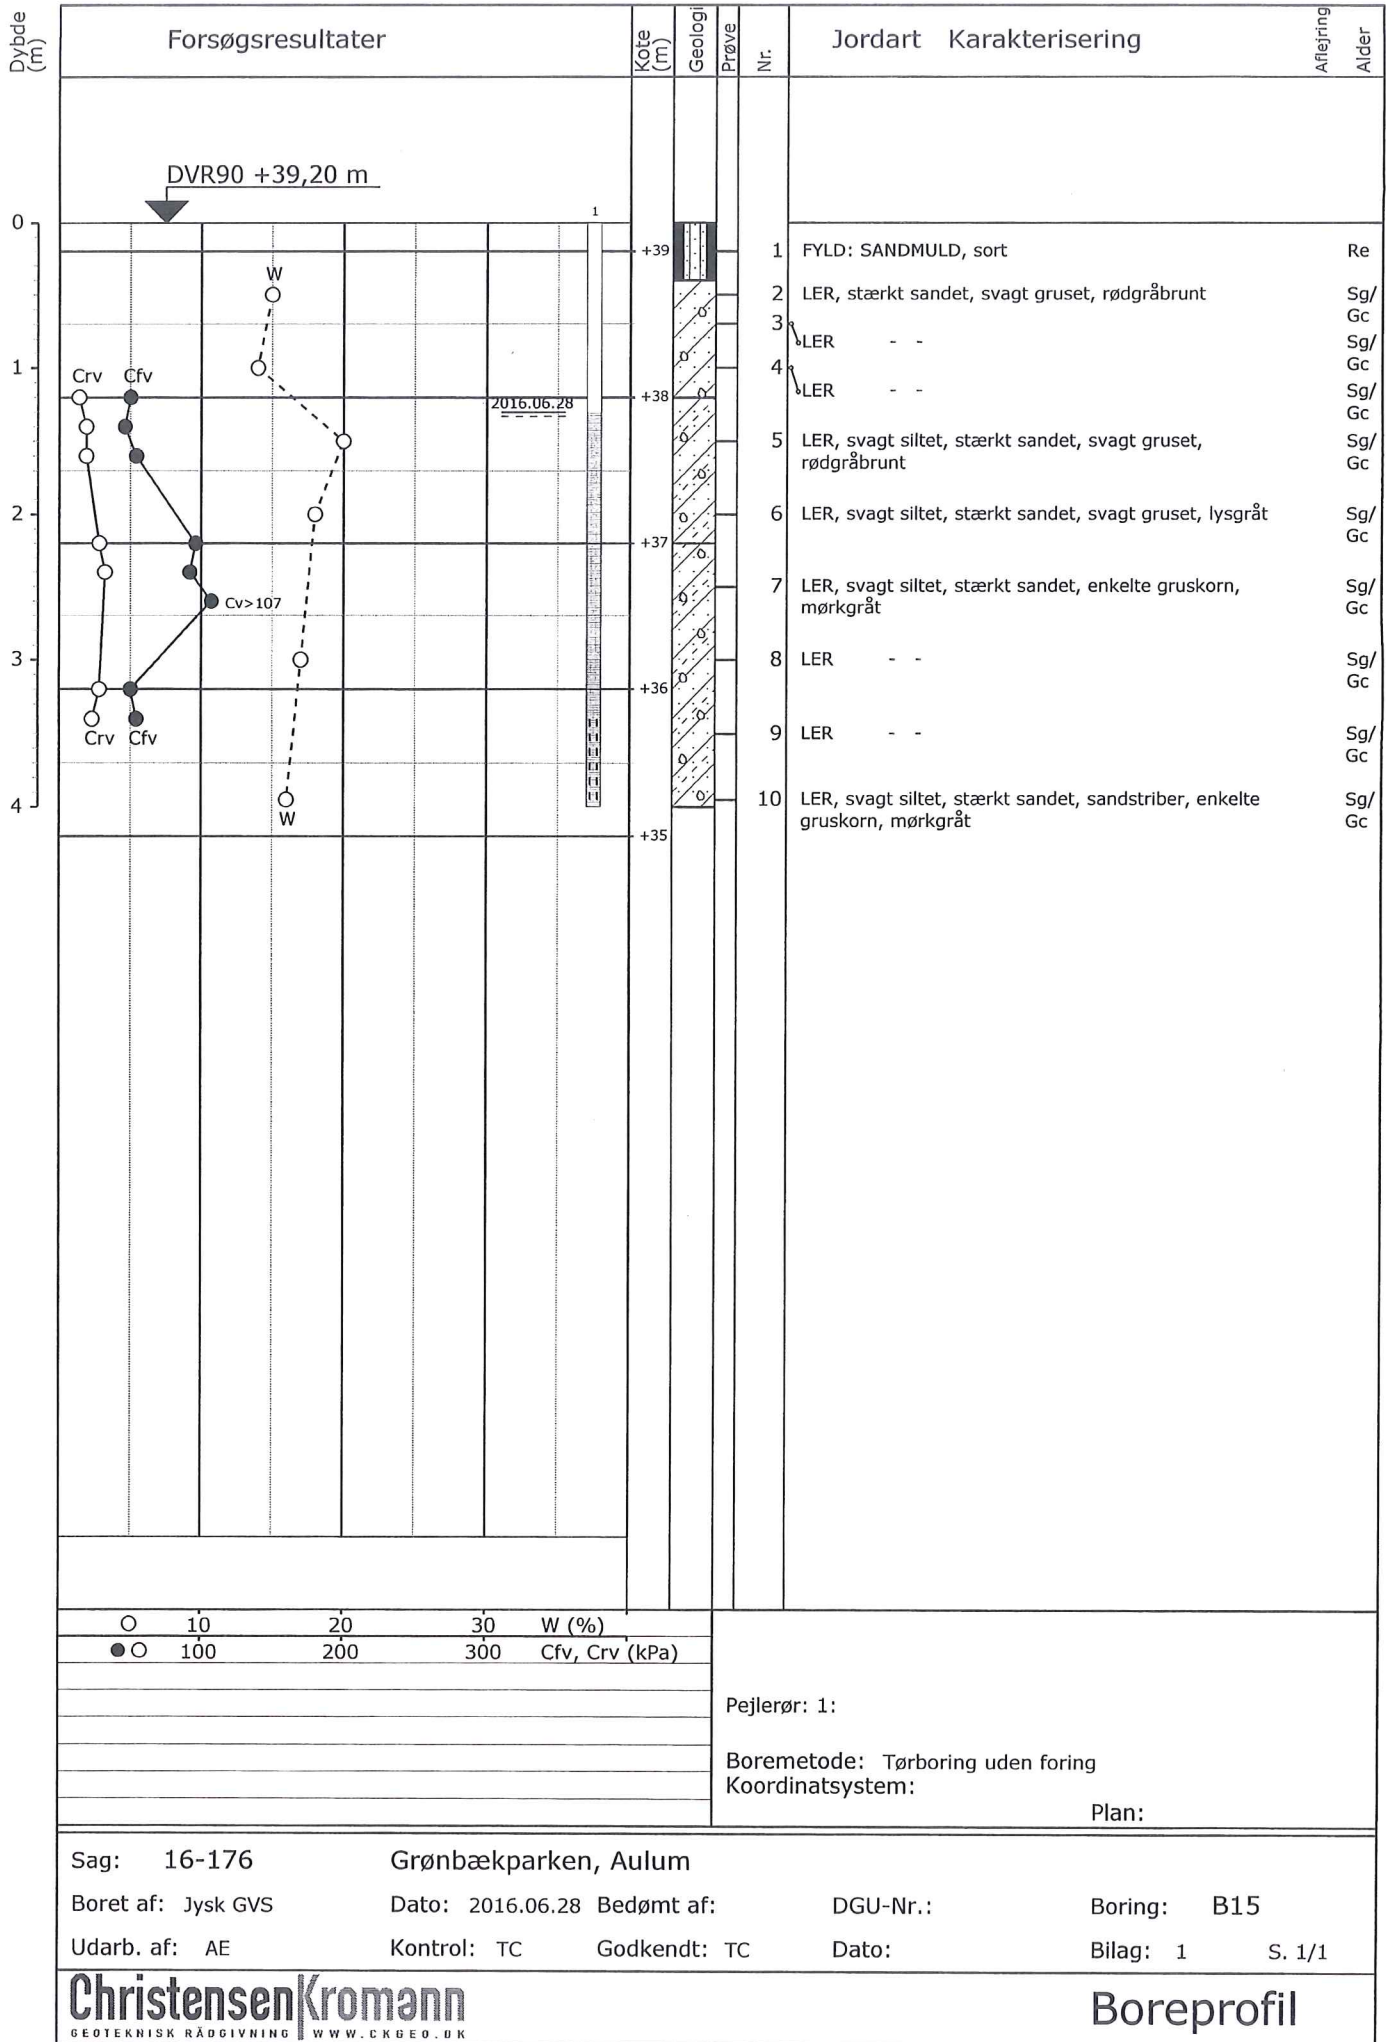 Dybde (m)
Forsøgsresultater
Kote (m)
Geologi
Prøve
Nr.
Jordart Karakterisering
Aflejring
Alder
DVR90 +39,20 m
0
1
+39
1 FYLD: SANDMULD, sort Re
W
2 LER, stærkt sandet, svagt gruset, rødgråbrunt Sg/
Gc
3
LER - - Sg/
Gc
1
4
Crv Cfv
LER - - Sg/
Gc
2016.06.28
+38
5 LER, svagt siltet, stærkt sandet, svagt gruset, Sg/
rødgråbrunt Gc
2
6 LER, svagt siltet, stærkt sandet, svagt gruset, lysgråt Sg/
Gc
+37
7 LER, svagt siltet, stærkt sandet, enkelte gruskorn, Sg/
Cv>107
mørkgråt Gc
3
8 LER - - Sg/
Gc
+36
Crv Cfv
9 LER - - Sg/
Gc
4
10 LER, svagt siltet, stærkt sandet, sandstriber, enkelte Sg/
W
gruskorn, mørkgråt Gc
+35
10 20 30 W (%)
100 200 300 Cfv, Crv (kPa)
Pejlerør: 1:
Boremetode: Tørboring uden foring
Koordinatsystem:
Plan:
Sag: 16-176 Grønbækparken, Aulum
Boret af: Jysk GVS Dato: 2016.06.28 Bedømt af: DGU-Nr.: Boring: B15
Udarb. af: AE Kontrol: TC Godkendt: TC Dato: Bilag: 1 S. 1/1
ChristensenKromann
GEOTEKNISK RÅDGIVNING WWW.CKGEO.DK
Boreprofil